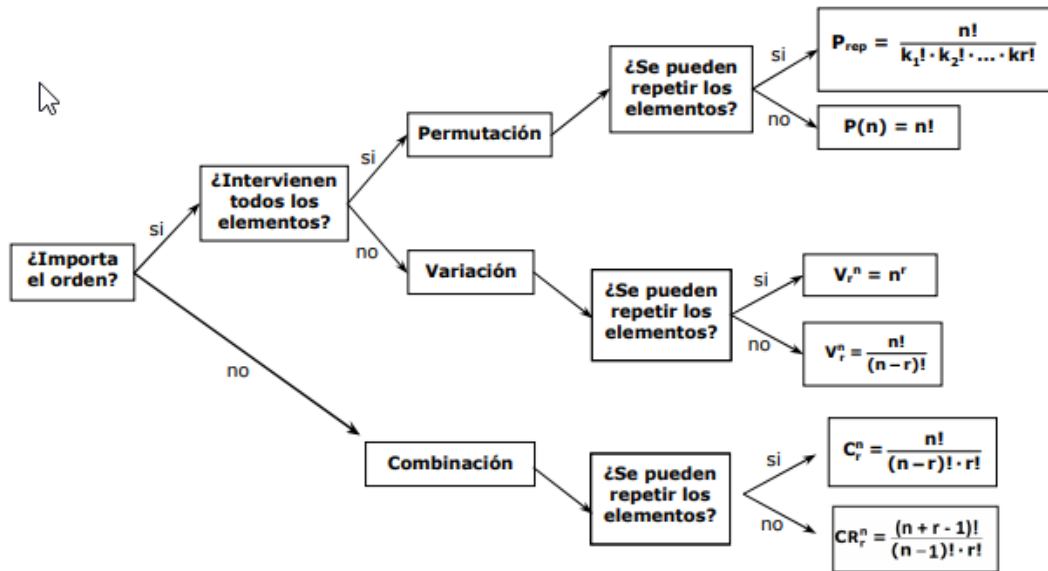 ¿Importa
el orden?
si
no
¿Intervienen
todos los
elementos?
si
no
Permutación
¿Se pueden
repetir los
elementos?
si
no
P_rep = n! / (k₁! · k₂! · ... · kr!)
P(n) = n!
Variación
¿Se pueden
repetir los
elementos?
si
no
V_r^n = n^r
V_r^n = n! / (n – r)!
Combinación
¿Se pueden
repetir los
elementos?
si
no
C_r^n = n! / ((n – r)! · r!)
CR_r^n = (n + r - 1)! / ((n – 1)! · r!)